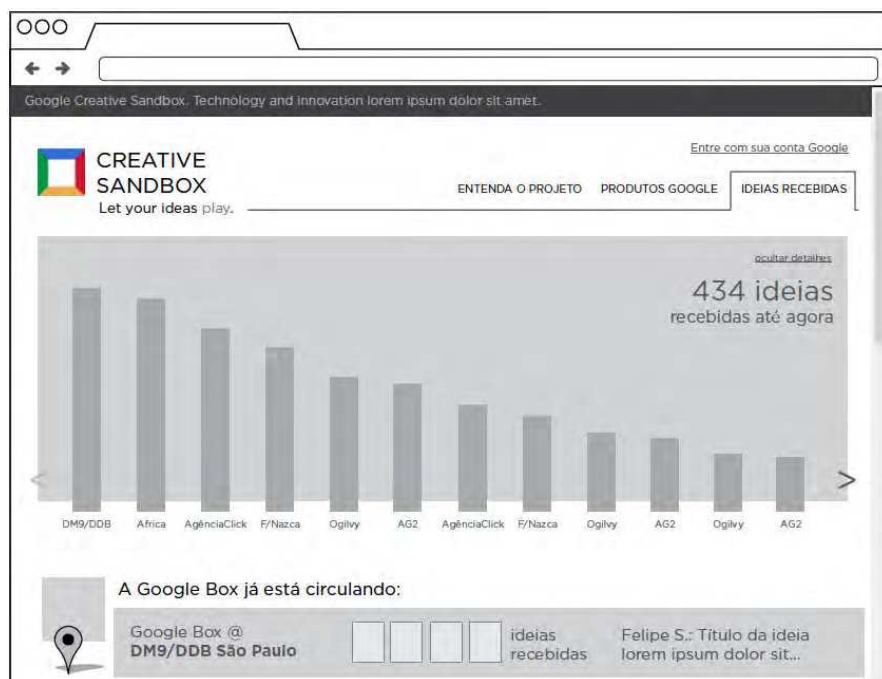 Google Creative Sandbox. Technology and innovation lorem ipsum dolor sit amet.
Entre com sua conta Google
CREATIVE
SANDBOX
Let your ideas play.
ENTENDA O PROJETO PRODUTOS GOOGLE IDEIAS RECEBIDAS
ocultar detalhes
434 ideias
recebidas até agora
< >
DM9/DDB Africa AgênciaClick F/Nazca Ogilvy AG2 AgênciaClick F/Nazca Ogilvy AG2 Ogilvy AG2
A Google Box já está circulando:
Google Box @
DM9/DDB São Paulo
ideias
recebidas
Felipe S.: Título da ideia
lorem ipsum dolor sit...